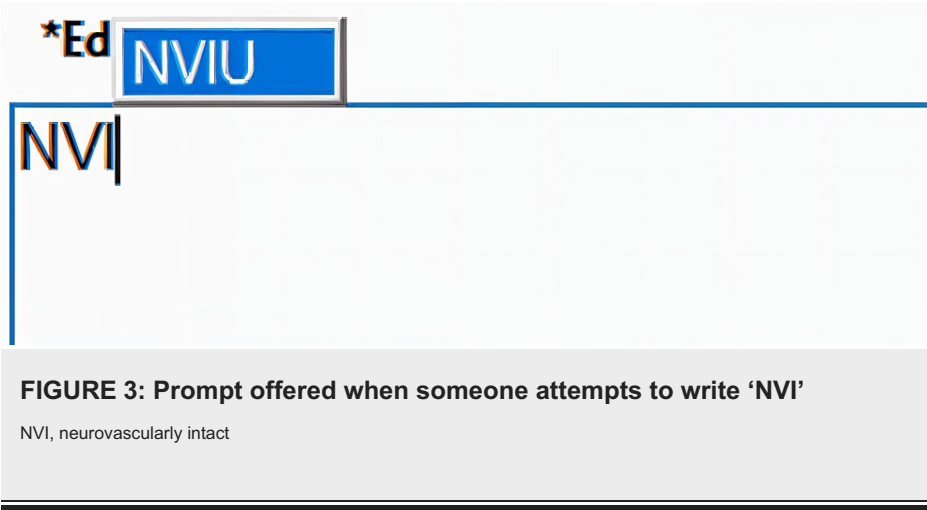 *Ed
NVIU
NVI
FIGURE 3: Prompt offered when someone attempts to write ‘NVI’
NVI, neurovascularly intact